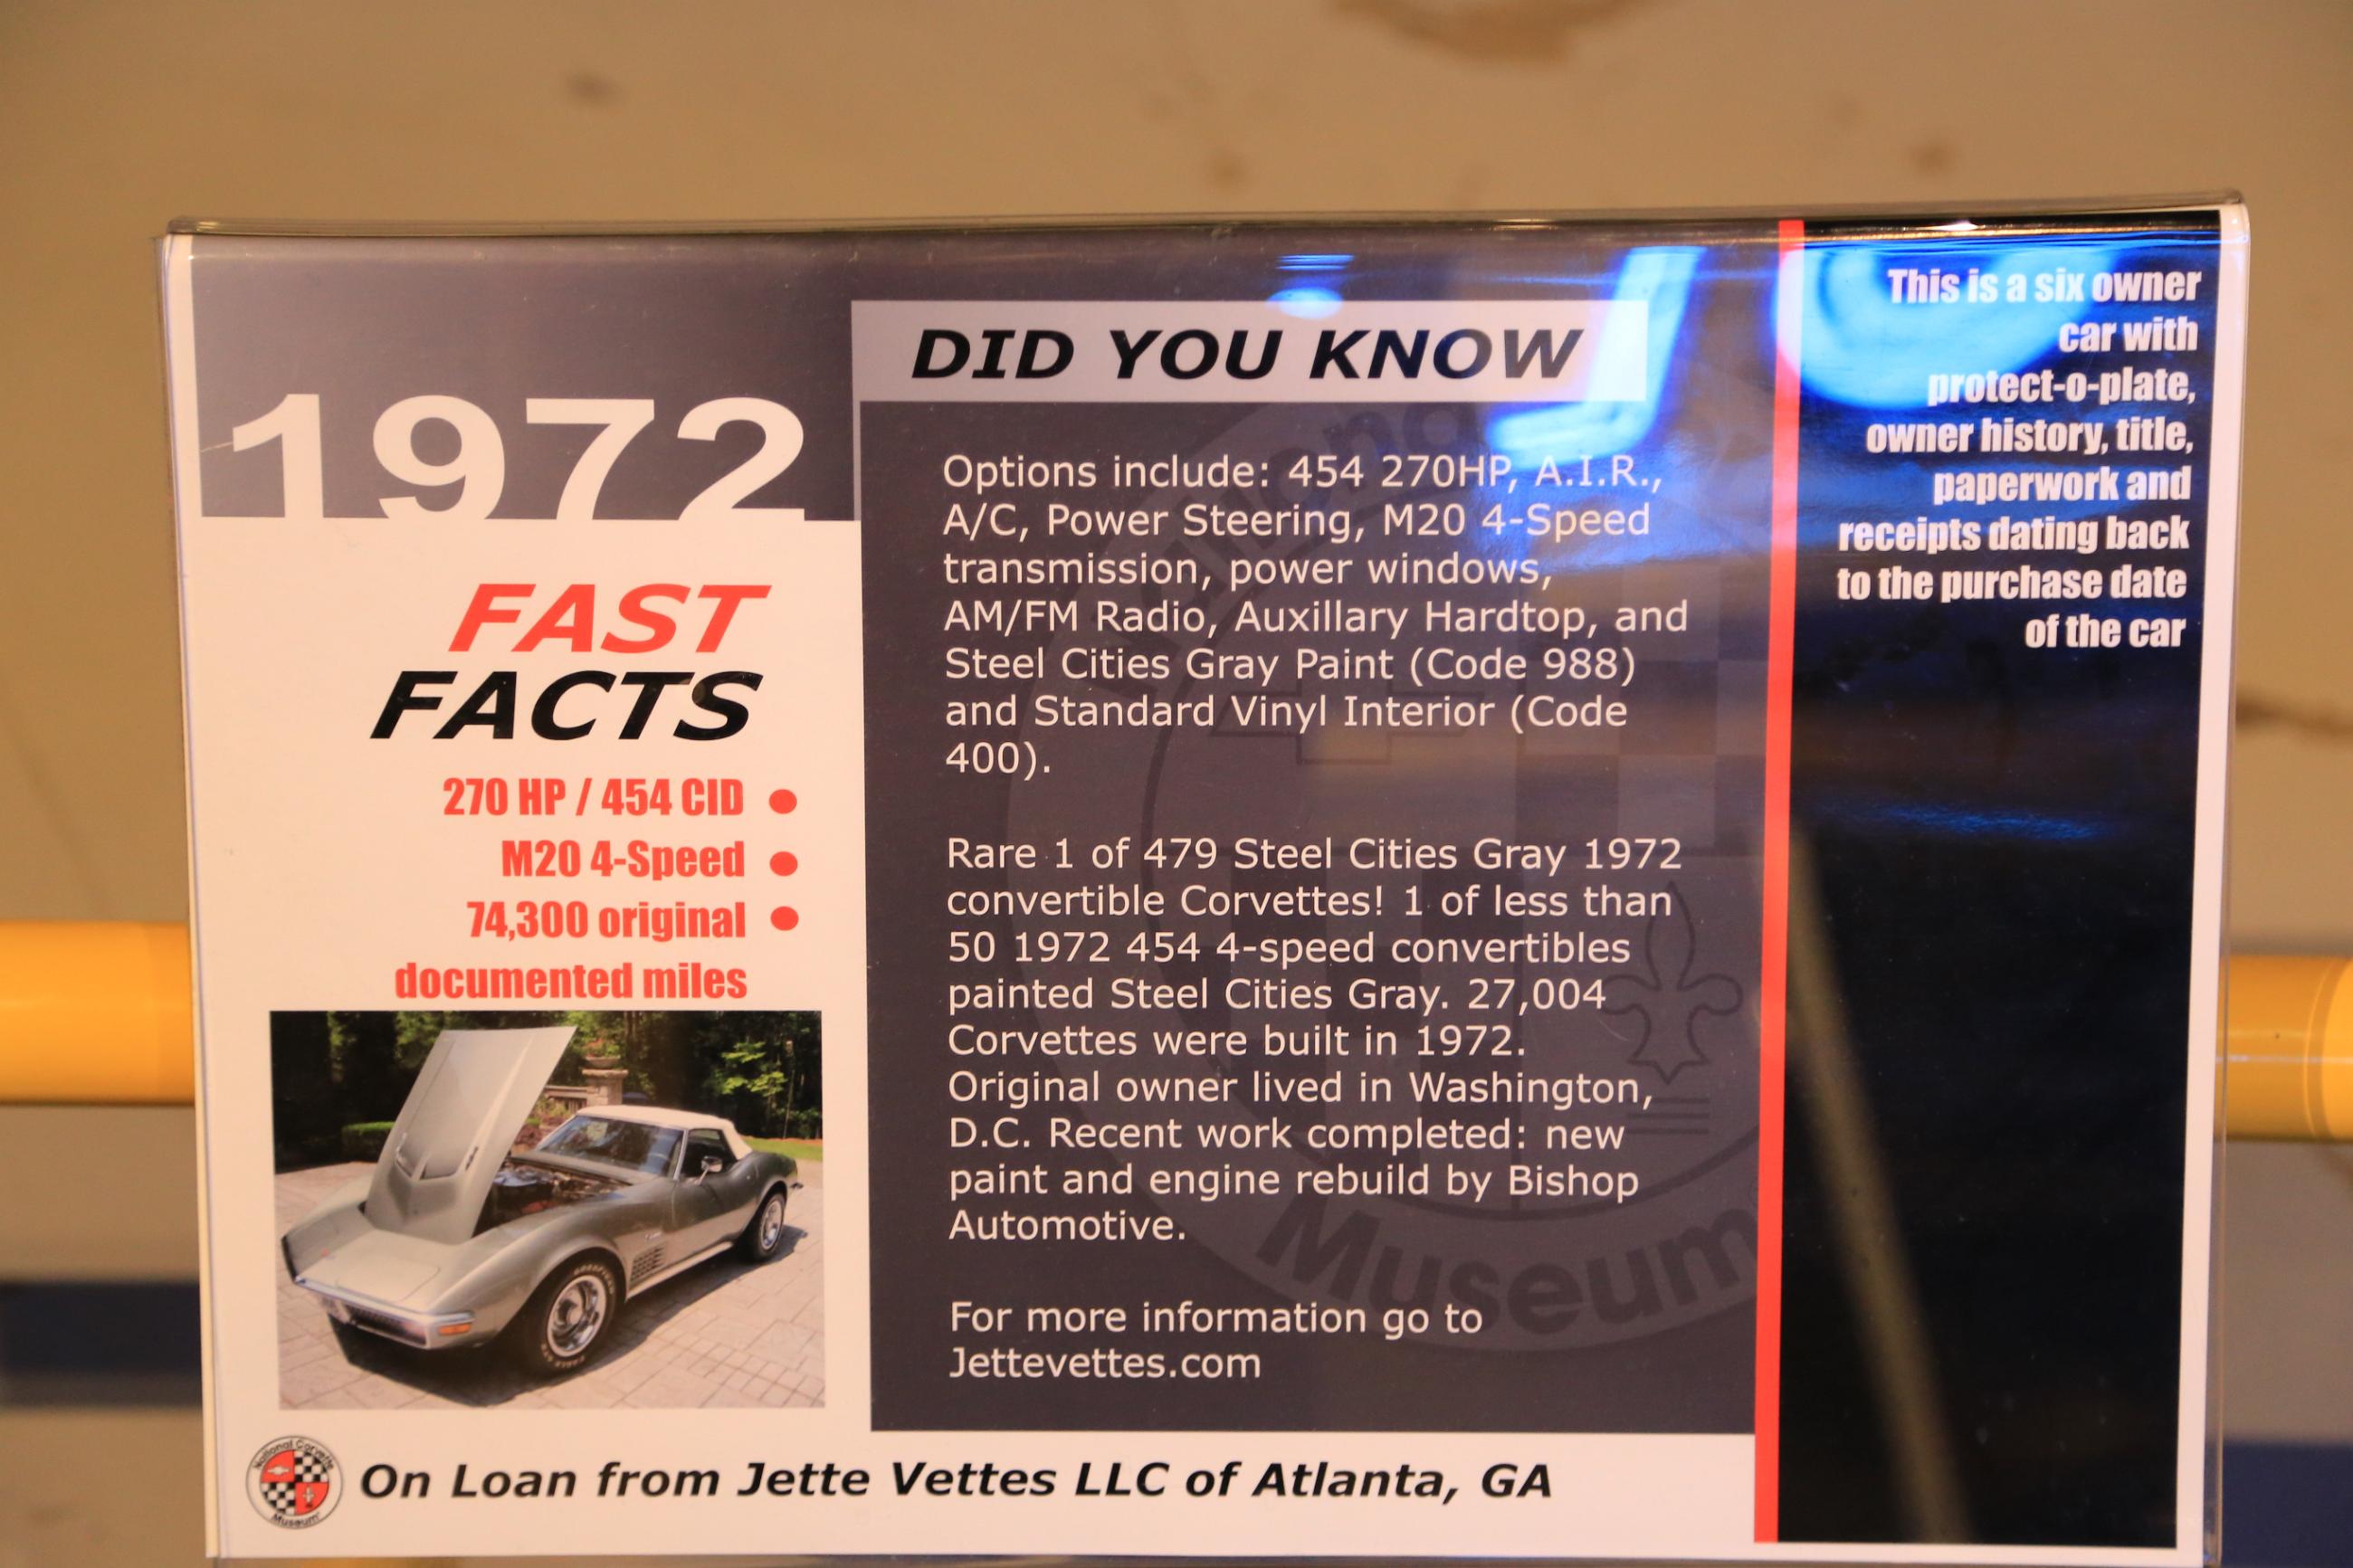 1972
FAST
FACTS
270 HP / 454 CID •
M20 4-Speed •
74,300 original •
documented miles
DID YOU KNOW
Options include: 454 270HP, A.I.R.,
A/C, Power Steering, M20 4-Speed
transmission, power windows,
AM/FM Radio, Auxillary Hardtop, and
Steel Cities Gray Paint (Code 988)
and Standard Vinyl Interior (Code
400).
Rare 1 of 479 Steel Cities Gray 1972
convertible Corvettes! 1 of less than
50 1972 454 4-speed convertibles
painted Steel Cities Gray. 27,004
Corvettes were built in 1972.
Original owner lived in Washington,
D.C. Recent work completed: new
paint and engine rebuild by Bishop
Automotive.
For more information go to
Jettevettes.com
Museum
This is a six owner
car with
protect-o-plate,
owner history, title,
paperwork and
receipts dating back
to the purchase date
of the car
National Corvette
Museum
On Loan from Jette Vettes LLC of Atlanta, GA